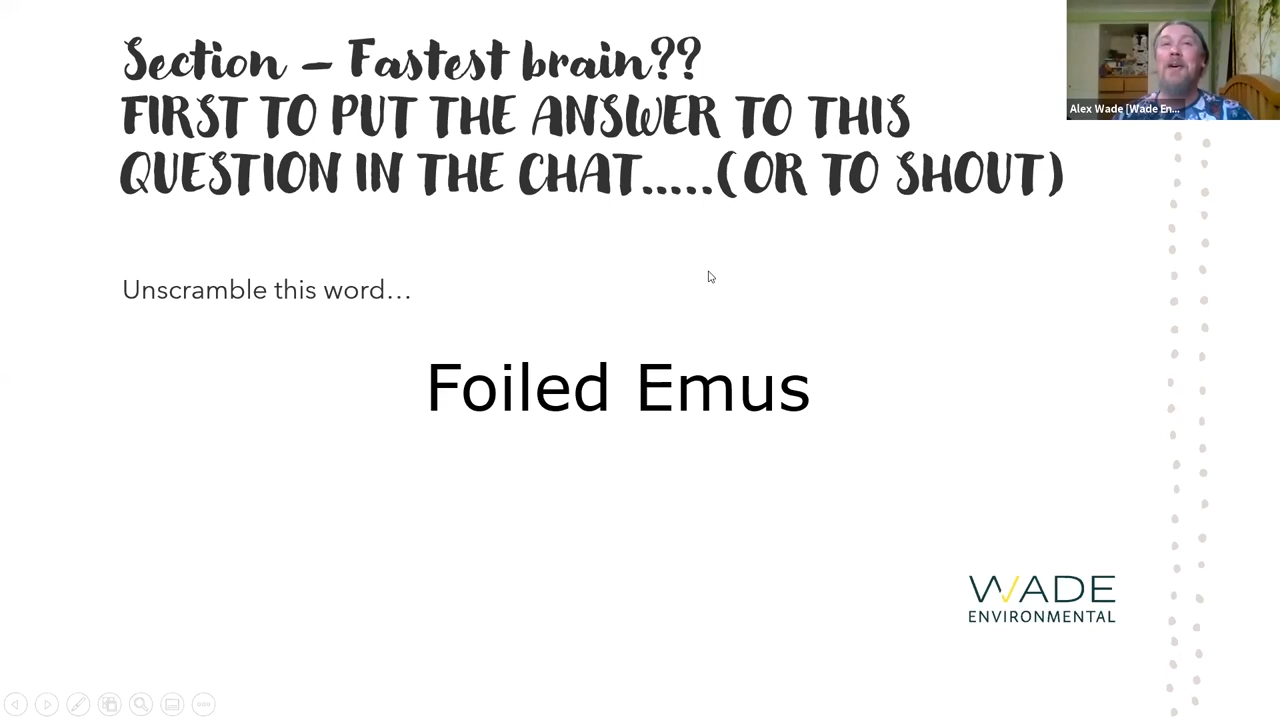 Section – Fastest brain??
FIRST TO PUT THE ANSWER TO THIS
QUESTION IN THE CHAT.....(OR TO SHOUT)
Alex Wade [Wade En...
Unscramble this word...
Foiled Emus
WADE
ENVIRONMENTAL